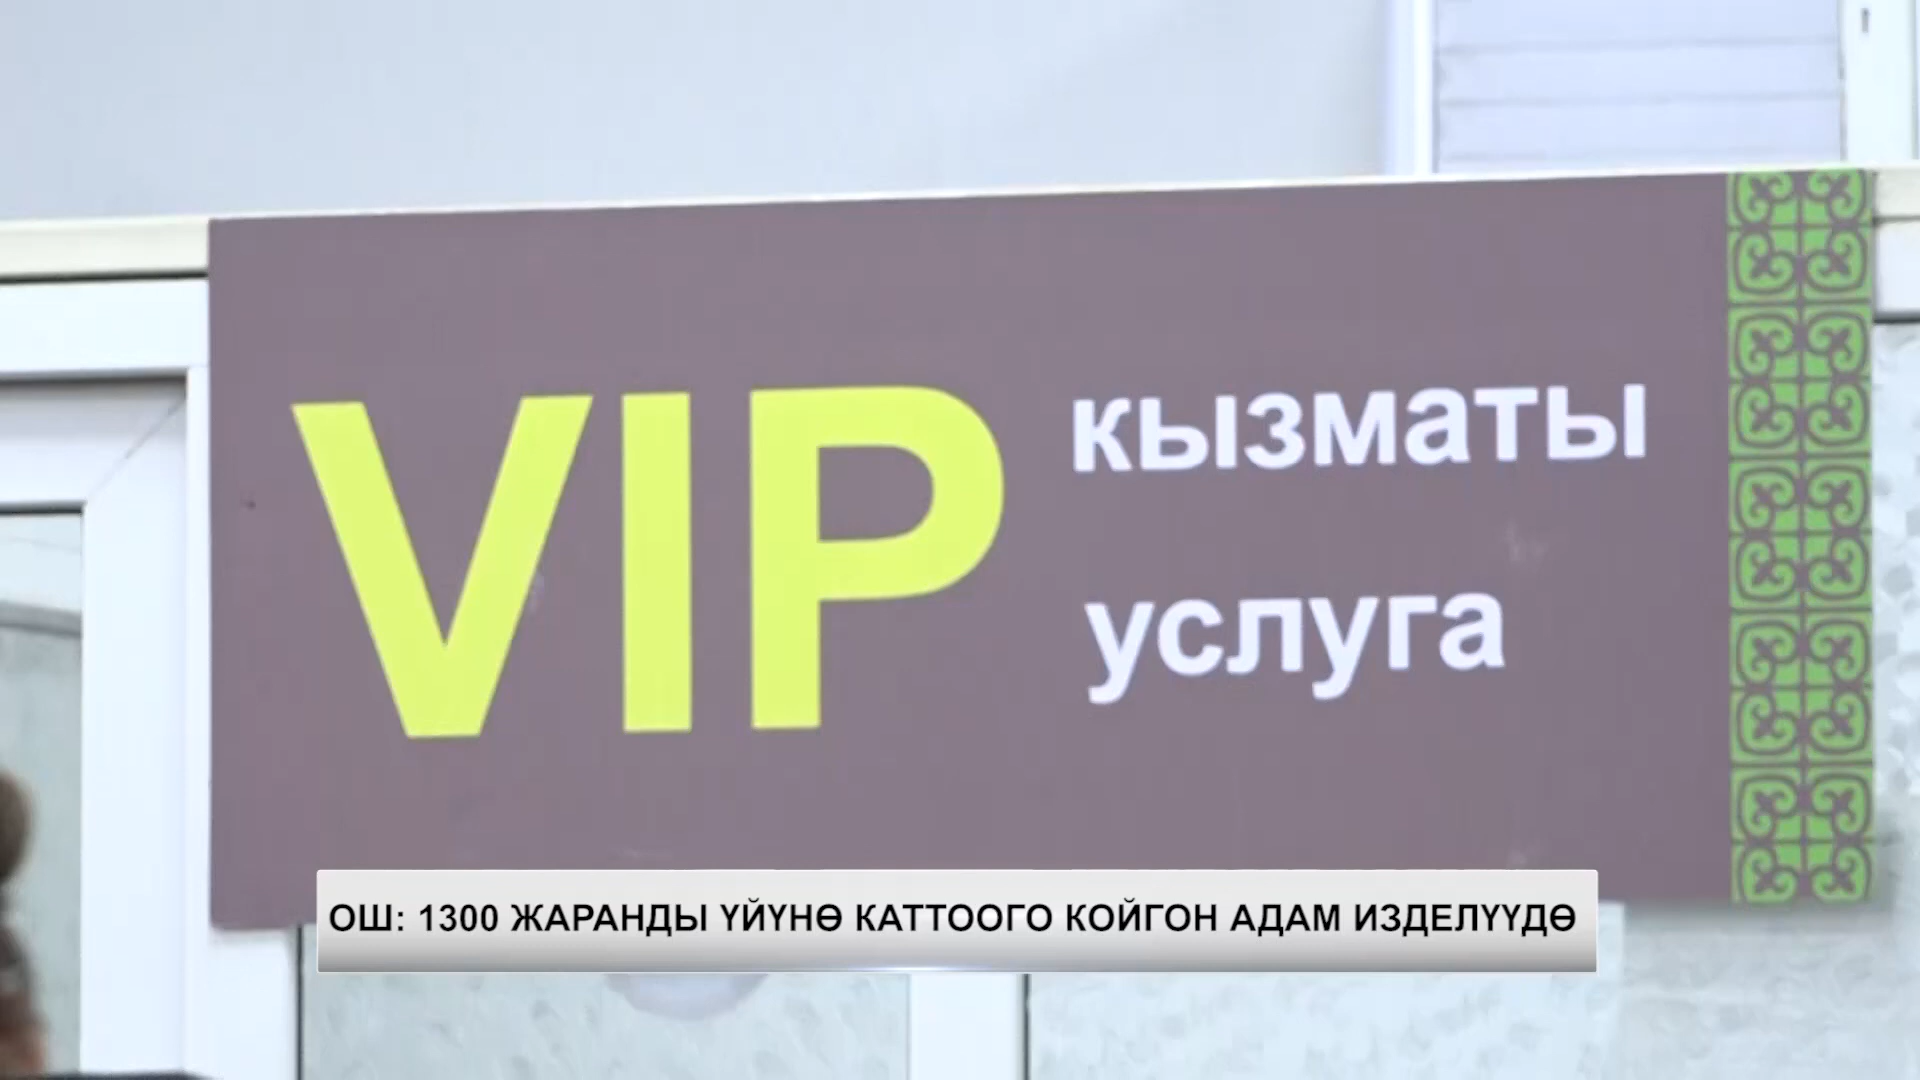 VIP
кызматы
услуга
ОШ: 1300 ЖАРАНДЫ ҮЙҮНӨ КАТТООГО КОЙГОН АДАМ ИЗДЕЛҮҮДӨ